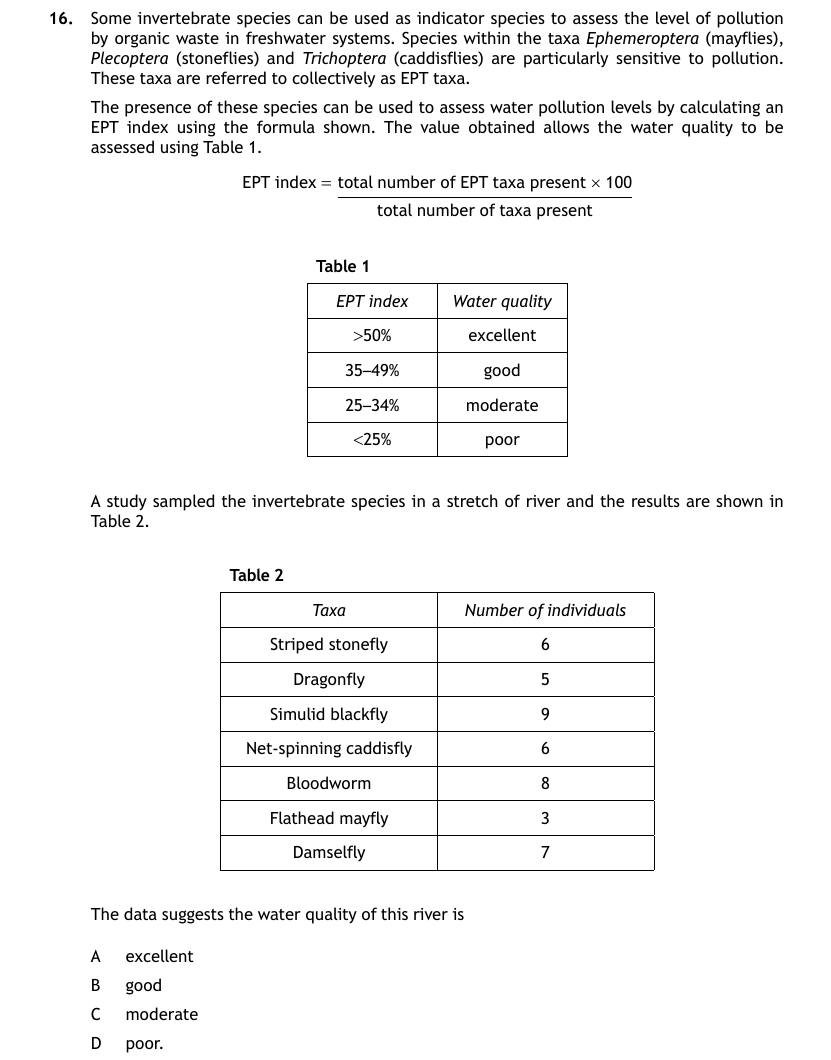 16. Some invertebrate species can be used as indicator species to assess the level of pollution
by organic waste in freshwater systems. Species within the taxa Ephemeroptera (mayflies),
Plecoptera (stoneflies) and Trichoptera (caddisflies) are particularly sensitive to pollution.
These taxa are referred to collectively as EPT taxa.
The presence of these species can be used to assess water pollution levels by calculating an
EPT index using the formula shown. The value obtained allows the water quality to be
assessed using Table 1.
EPT index = total number of EPT taxa present × 100
total number of taxa present
Table 1
EPT index Water quality
>50% excellent
35–49% good
25–34% moderate
<25% poor
A study sampled the invertebrate species in a stretch of river and the results are shown in
Table 2.
Table 2
Taxa Number of individuals
Striped stonefly 6
Dragonfly 5
Simulid blackfly 9
Net-spinning caddisfly 6
Bloodworm 8
Flathead mayfly 3
Damselfly 7
The data suggests the water quality of this river is
A excellent
B good
C moderate
D poor.